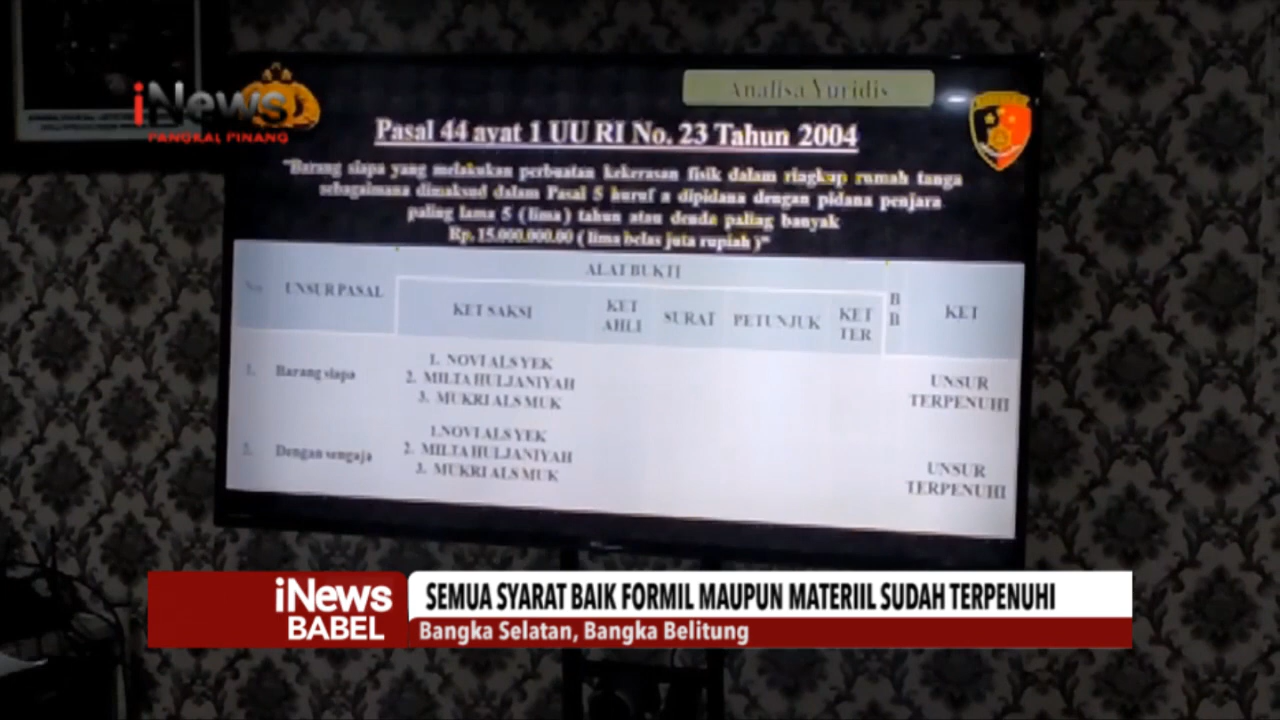 iNews
PANGKAL PINANG
Analisa Yuridis
Pasal 44 ayat 1 UU RI No. 23 Tahun 2004
"Barang siapa yang melakukan perbuatan kekerasan fisik dalam ringkup rumah tanga
sebagaimana dimaksud dalam Pasal 5 huruf a dipidana dengan pidana penjara
paling lama 5 ( lima ) tahun atau denda paling banyak
Rp. 15.000.000.00 ( lima belas juta rupiah )"
ALAT BUKTI
No UNSUR PASAL KET SAKSI KET AHLI SURAT PETUNJUK KET TER BB KET
1. Barang siapa
1. NOVI ALS YEK
2. MILTA HULJANIYAH
3. MUKRI ALS MUK
UNSUR
TERPENUHI
2. Dengan sengaja
1.NOVI ALS YEK
2. MILTA HULJANIYAH
3. MUKRI ALS MUK
UNSUR
TERPENUHI
iNews
BABEL
SEMUA SYARAT BAIK FORMIL MAUPUN MATERIIL SUDAH TERPENUHI
Bangka Selatan, Bangka Belitung